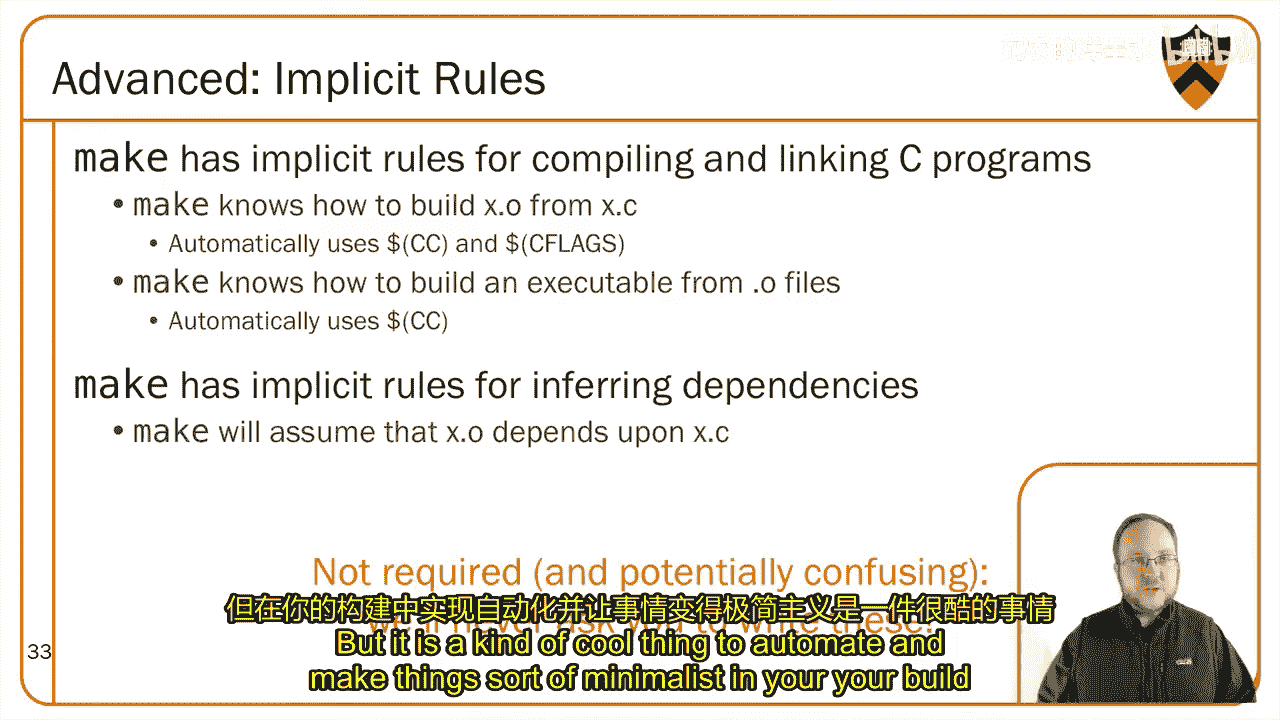 Advanced: Implicit Rules
make has implicit rules for compiling and linking C programs
• make knows how to build x.o from x.c
• Automatically uses $(CC) and $(CFLAGS)
• make knows how to build an executable from .o files
• Automatically uses $(CC)
make has implicit rules for inferring dependencies
• make will assume that x.o depends upon x.c
Not required (and potentially confusing):
但在你的构建中实现自动化并让事情变得极简主义是一件很酷的事情
But it is a kind of cool thing to automate and
make things sort of minimalist in your your build
33